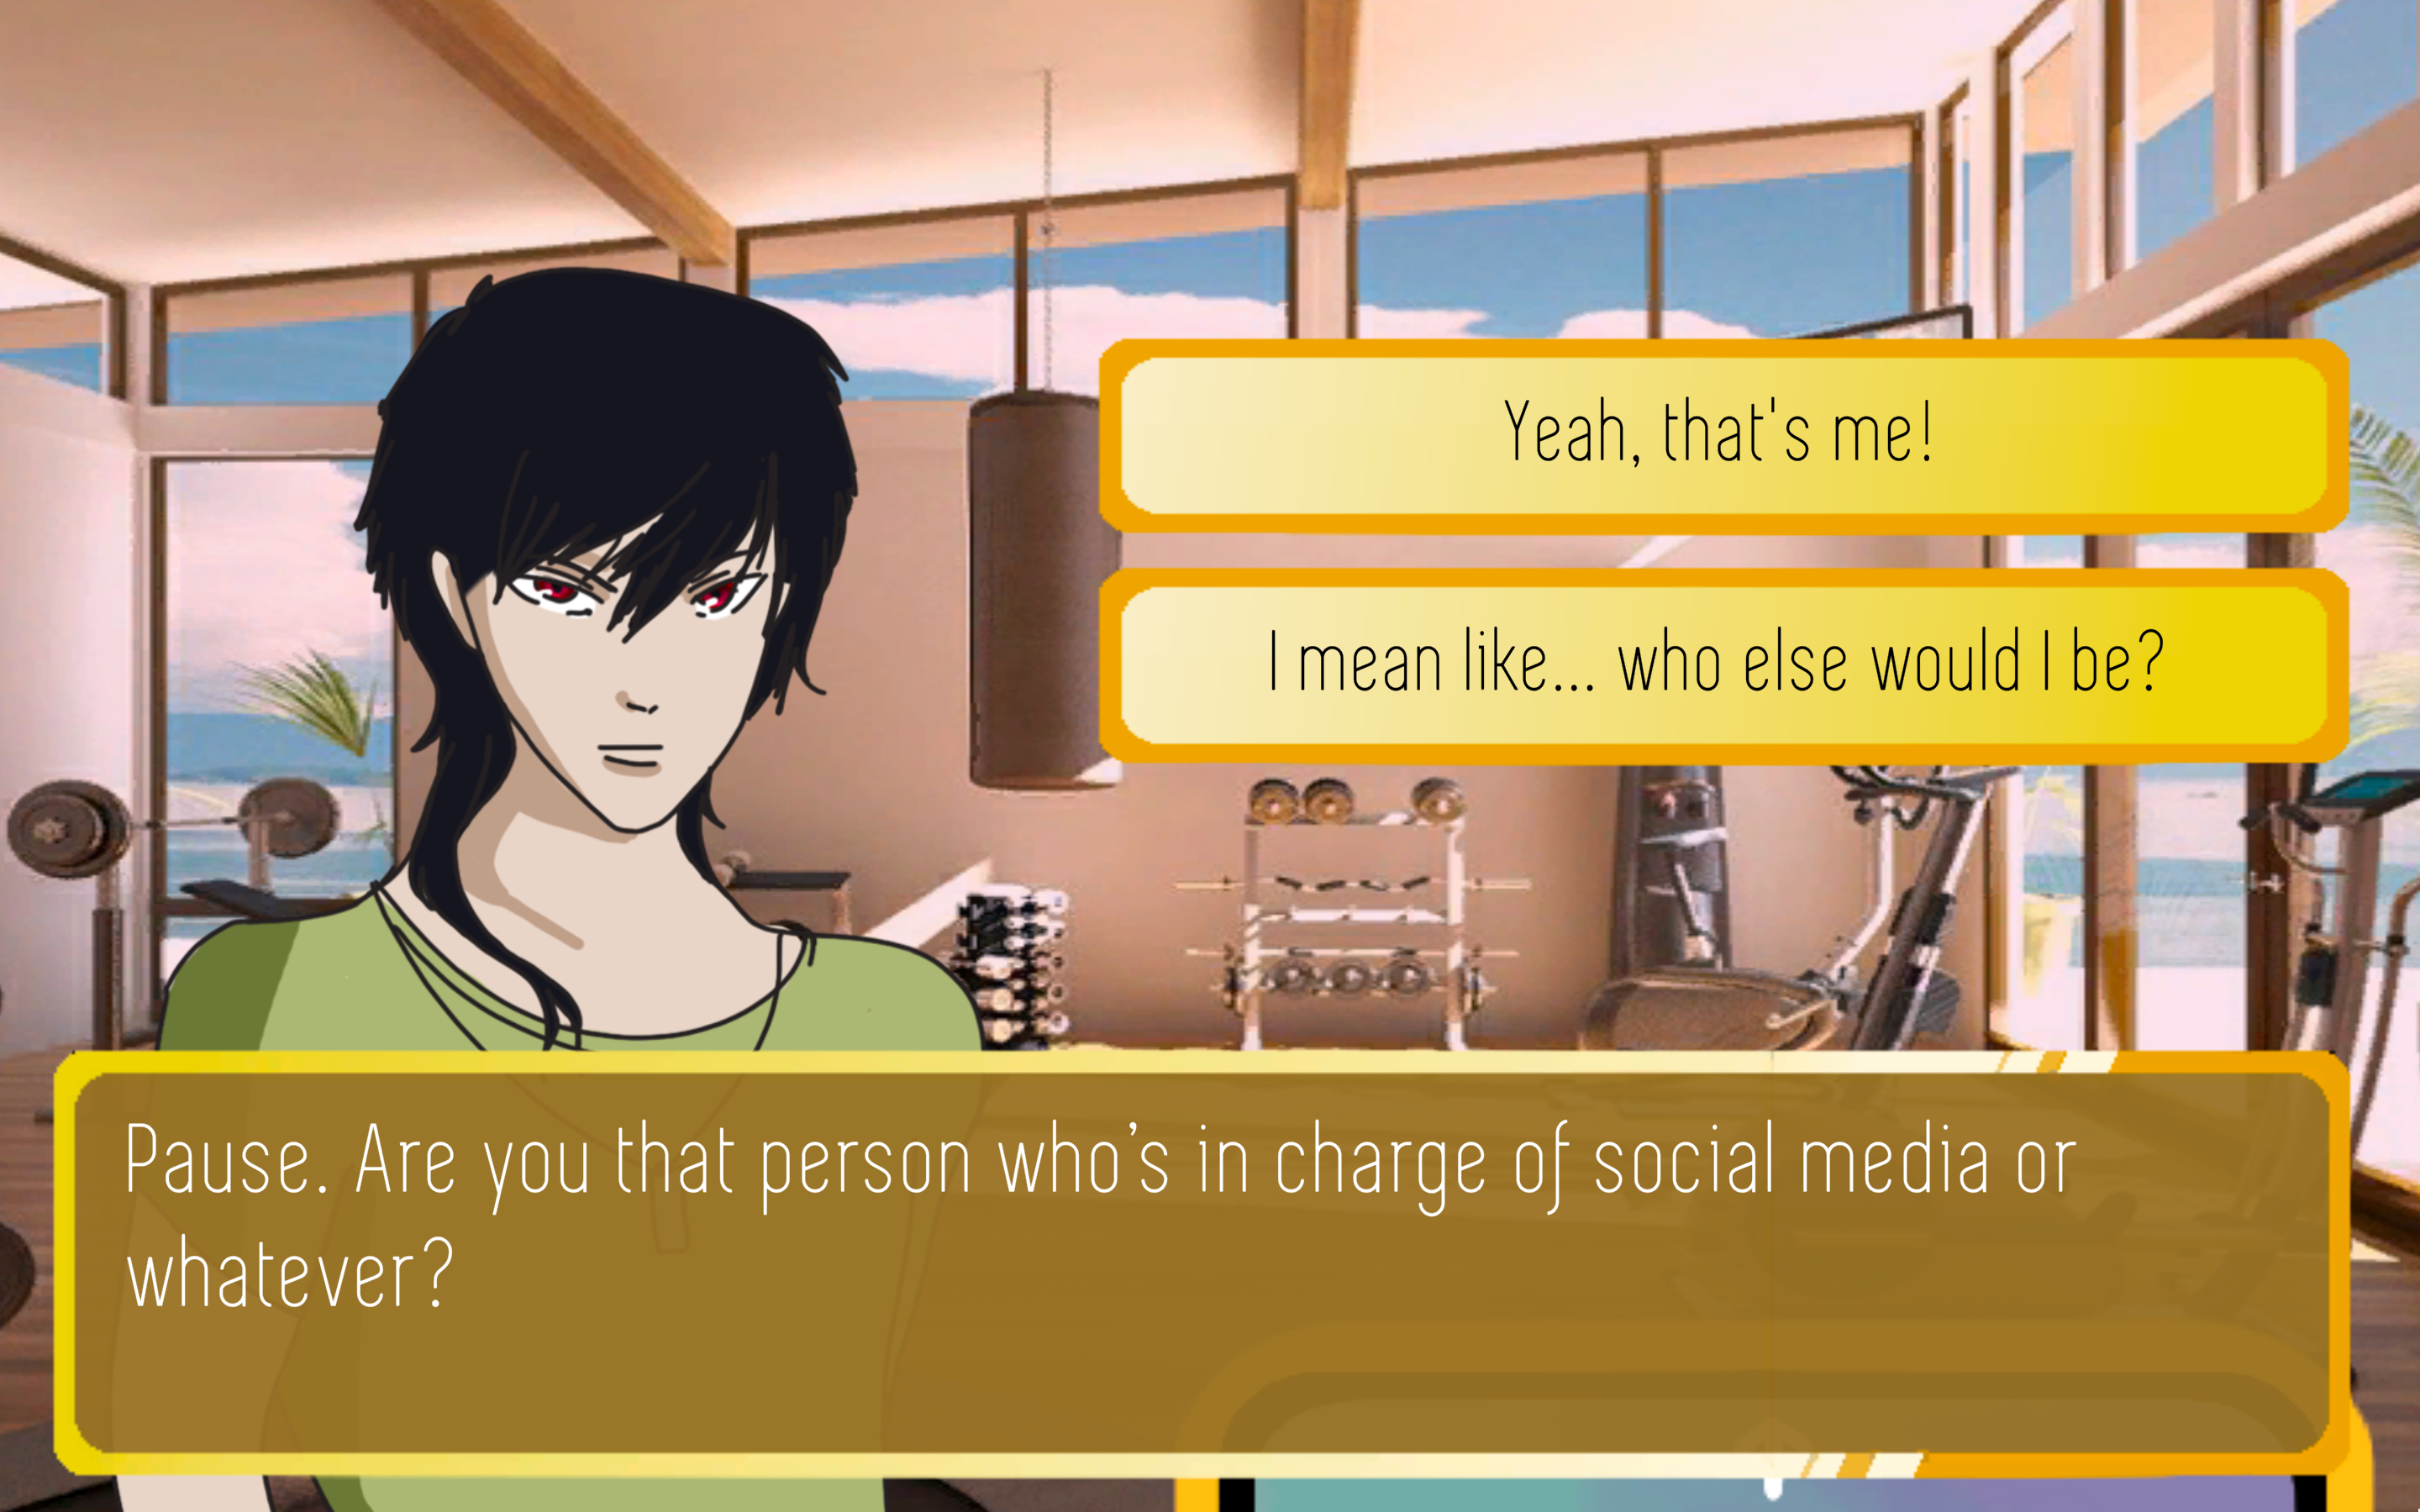 Yeah, that's me!
I mean like... who else would I be?
Pause. Are you that person who’s in charge of social media or
whatever?